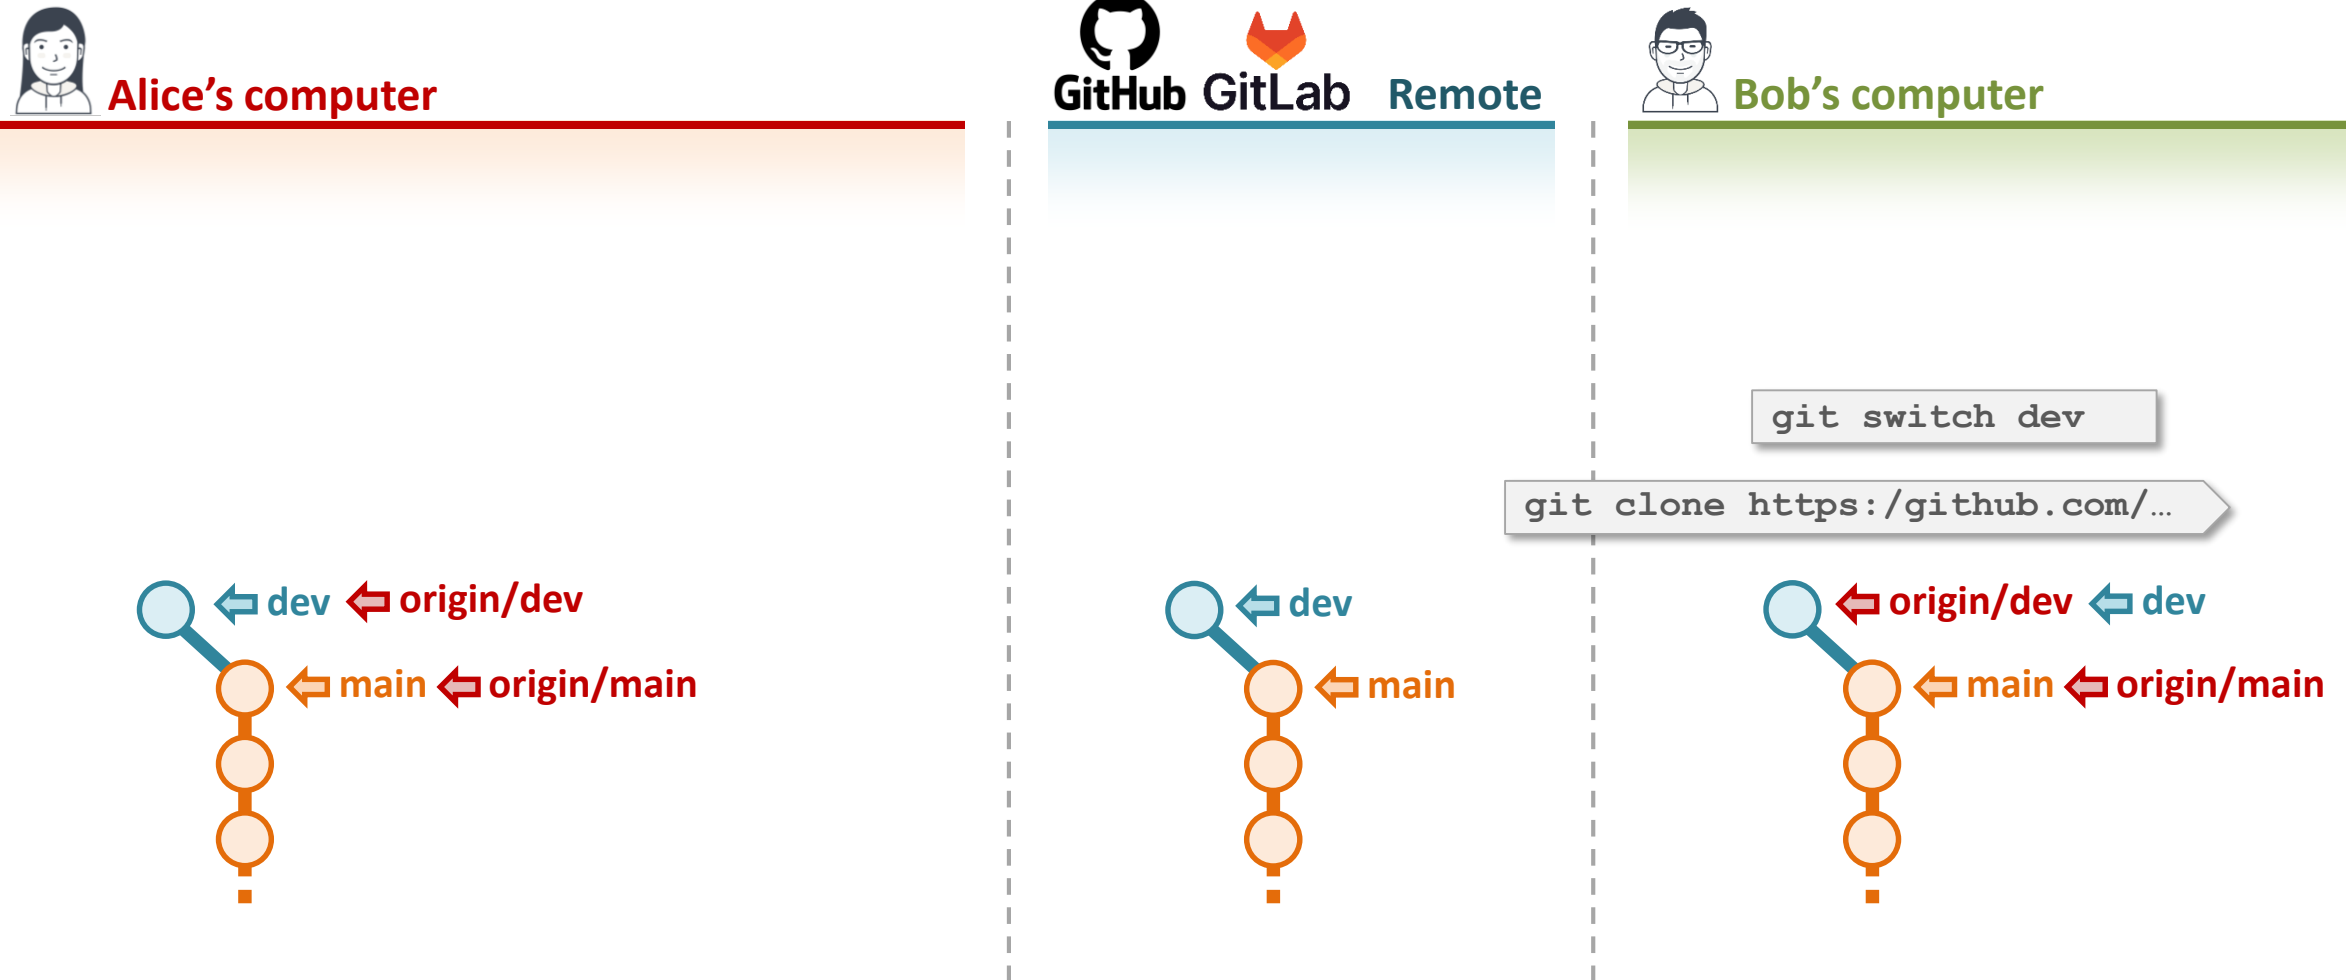 Alice’s computer
GitHub GitLab Remote
Bob’s computer
git switch dev
git clone https:/github.com/…
dev origin/dev
main origin/main
dev
main
origin/dev dev
main origin/main